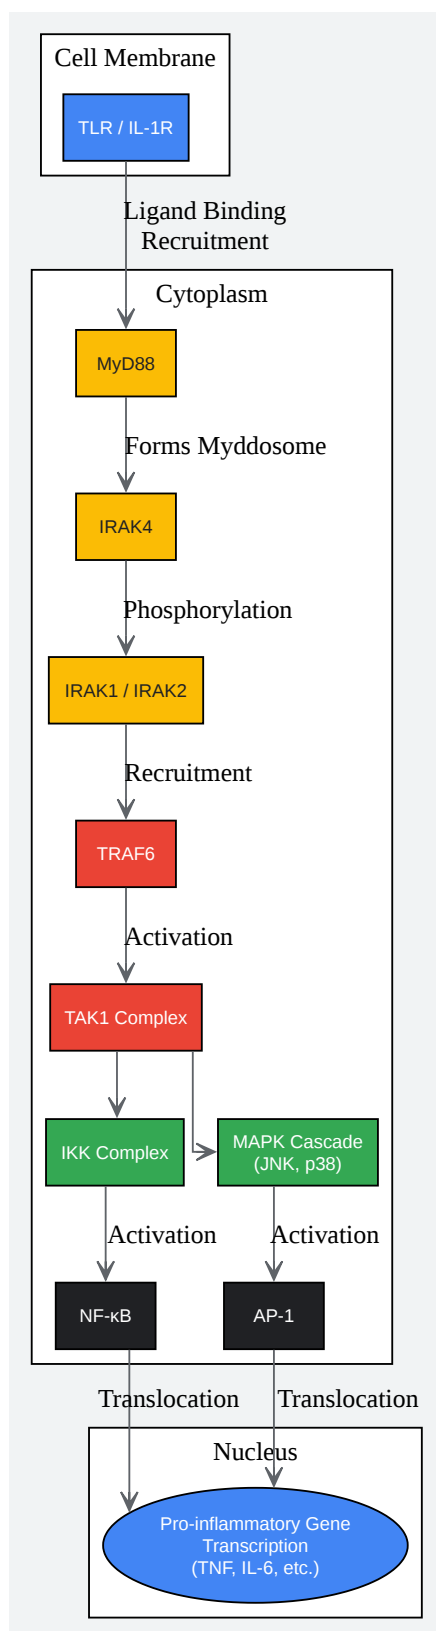 Cell Membrane
TLR / IL-1R
Ligand Binding
Recruitment
Cytoplasm
MyD88
Forms Myddosome
IRAK4
Phosphorylation
IRAK1 / IRAK2
Recruitment
TRAF6
Activation
TAK1 Complex
IKK Complex
MAPK Cascade
(JNK, p38)
Activation
Activation
NF-κB
AP-1
Translocation
Translocation
Nucleus
Pro-inflammatory Gene
Transcription
(TNF, IL-6, etc.)